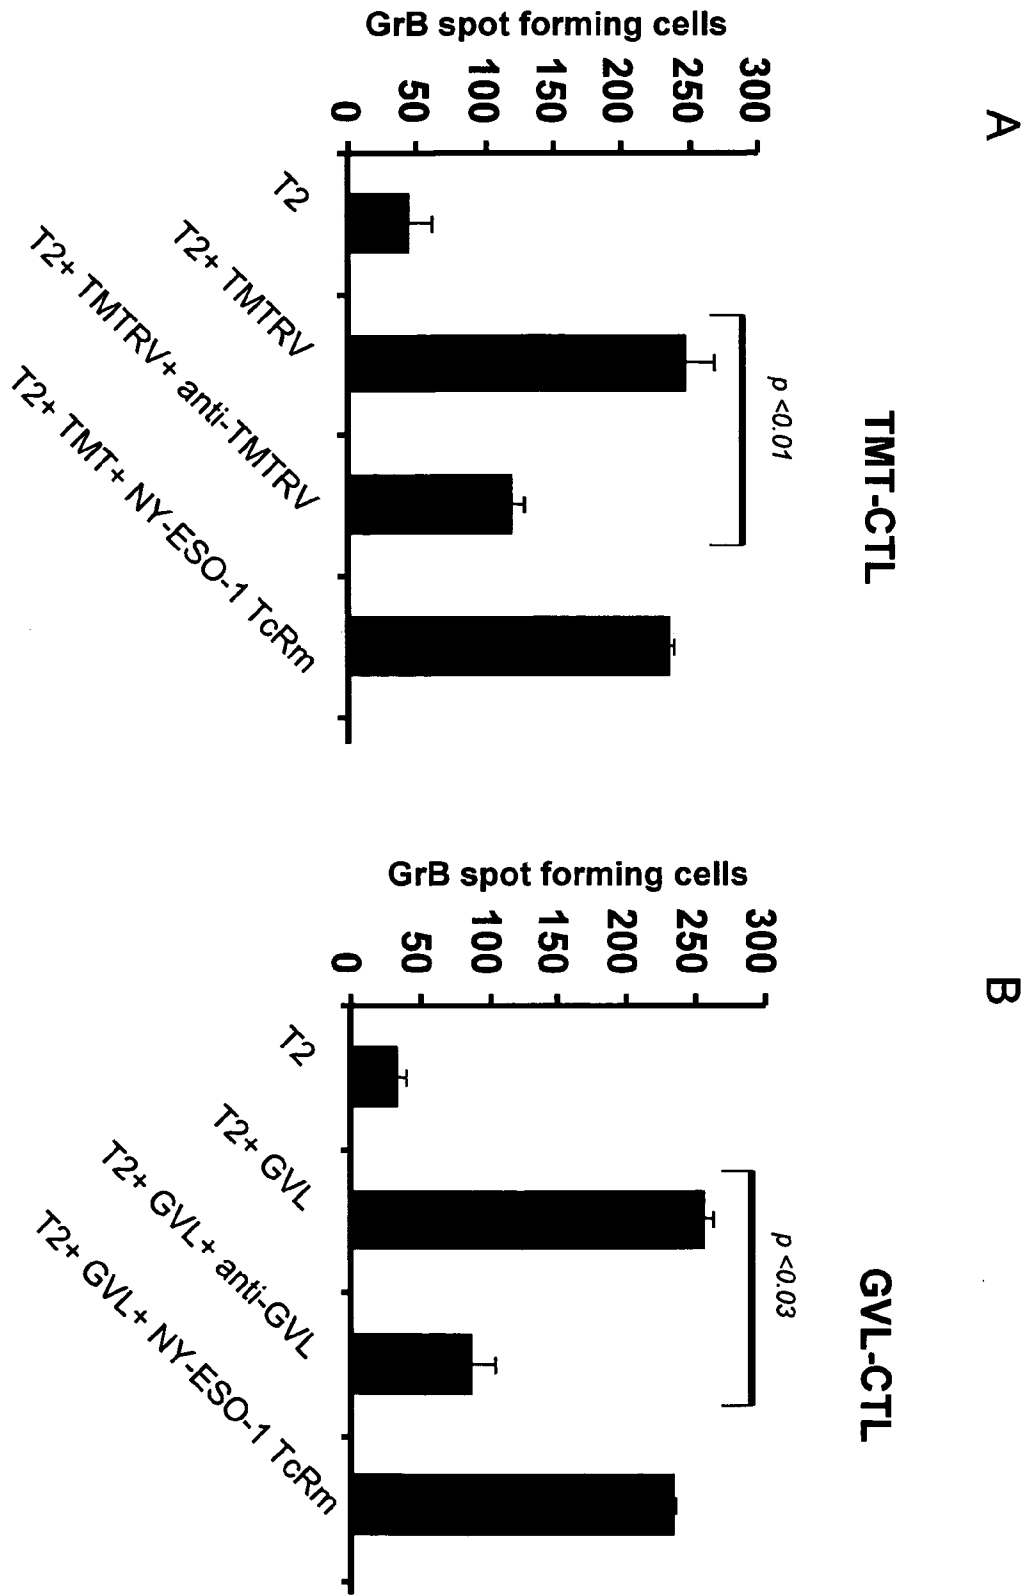 A
TMT-CTL
p <0.01
GrB spot forming cells
300
250
200
150
100
50
0
T2
T2+ TMTRV
T2+ TMTRV+ anti-TMTRV
T2+ TMT+ NY-ESO-1 TcRm
B
GVL-CTL
p <0.03
GrB spot forming cells
300
250
200
150
100
50
0
T2
T2+ GVL
T2+ GVL+ anti-GVL
T2+ GVL+ NY-ESO-1 TcRm